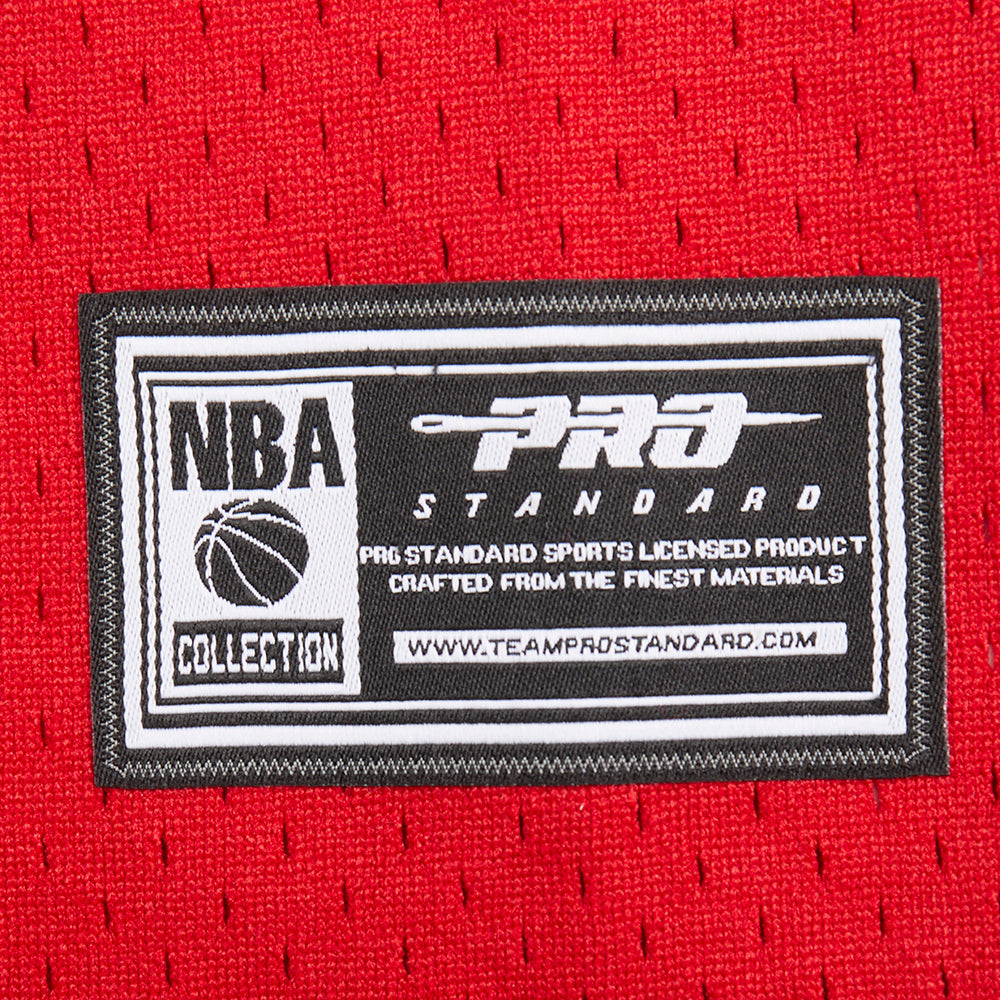 NBA
COLLECTION
PRO
STANDARD
PRO STANDARD SPORTS LICENSED PRODUCT
CRAFTED FROM THE FINEST MATERIALS
WWW.TEAMPROSTANDARD.COM